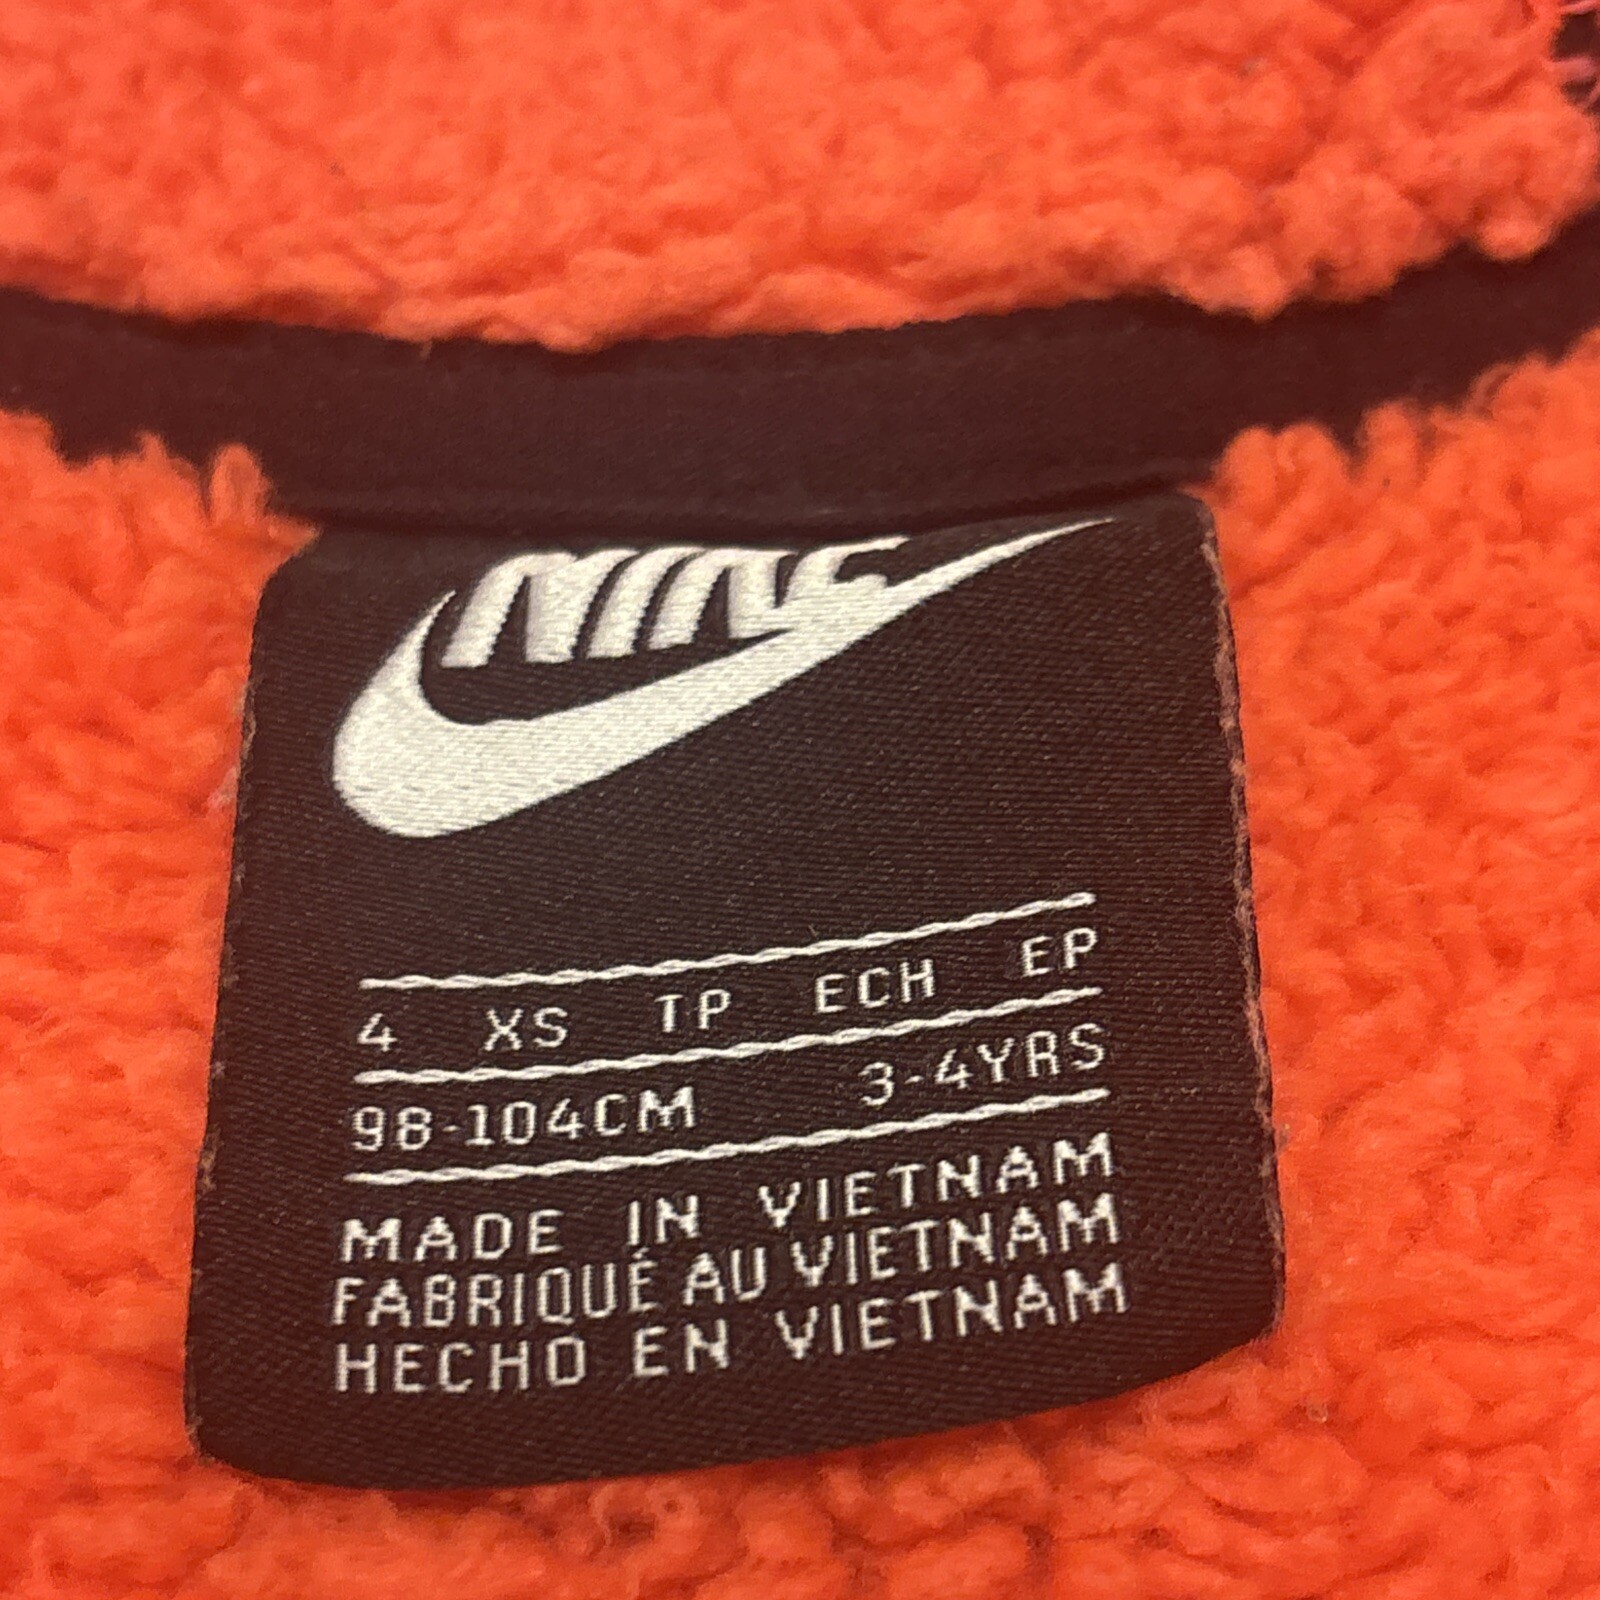 NIKE
4 XS TP ECH EP
98-104CM 3-4YRS
MADE IN VIETNAM
FABRIQUÉ AU VIETNAM
HECHO EN VIETNAM